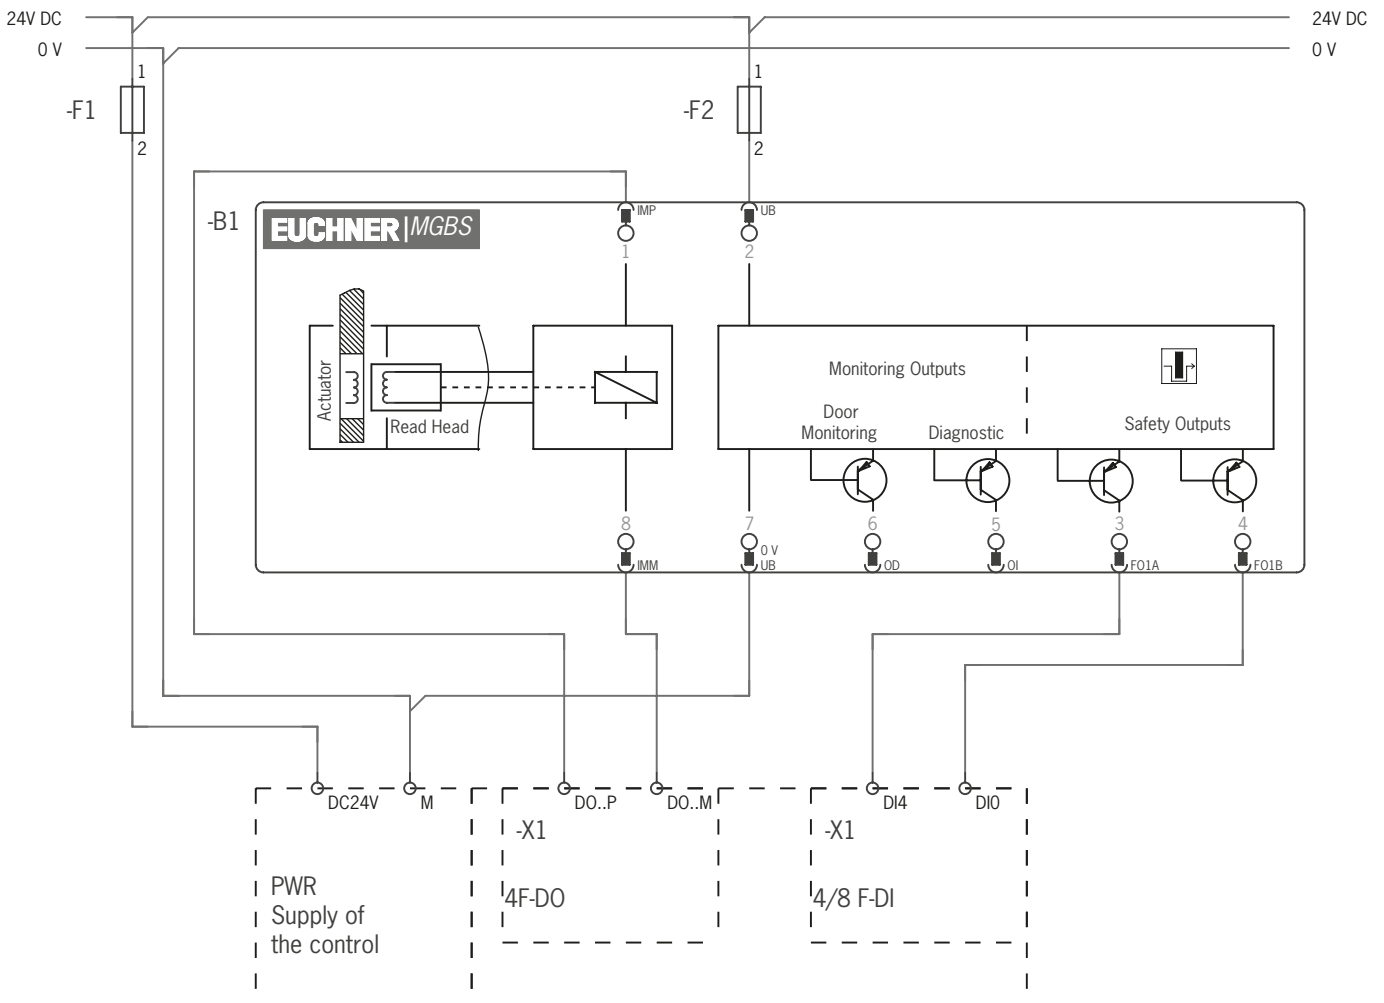 24V DC
24V DC
0 V
0 V
1
1
-F1
-F2
2
2
-B1
EUCHNER|MGBS
IMP
UB
1
2
Actuator
Read Head
Monitoring Outputs
Door
Monitoring
Diagnostic
Safety Outputs
8
7
6
5
3
4
IMM
0 V
UB
OD
OI
FO1A
FO1B
DC24V
M
DO..P
DO..M
DI4
DI0
-X1
-X1
PWR
Supply of
the control
4F-DO
4/8 F-DI